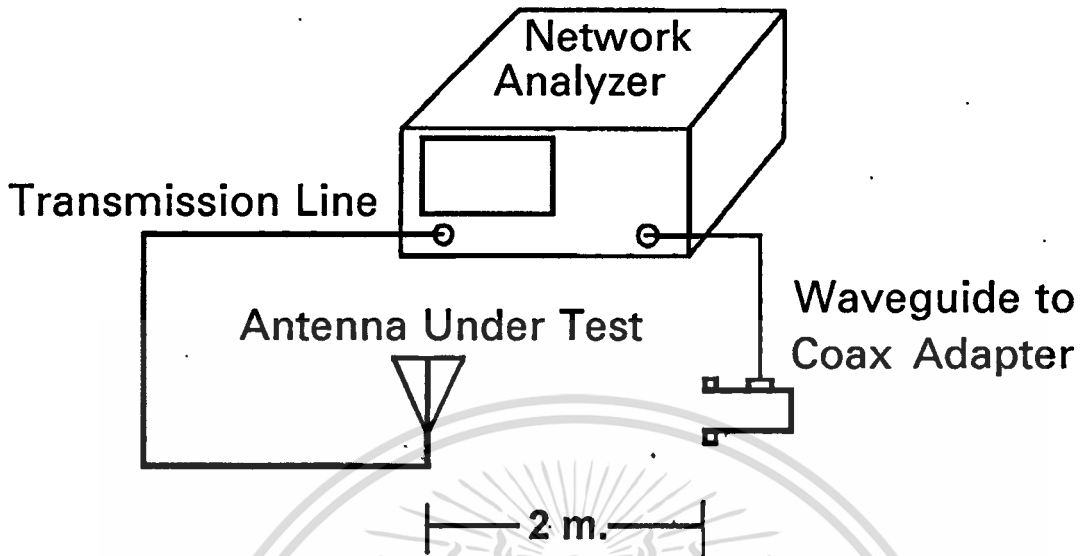 Network
Analyzer
Transmission Line
Antenna Under Test
Waveguide to
Coax Adapter
2 m.